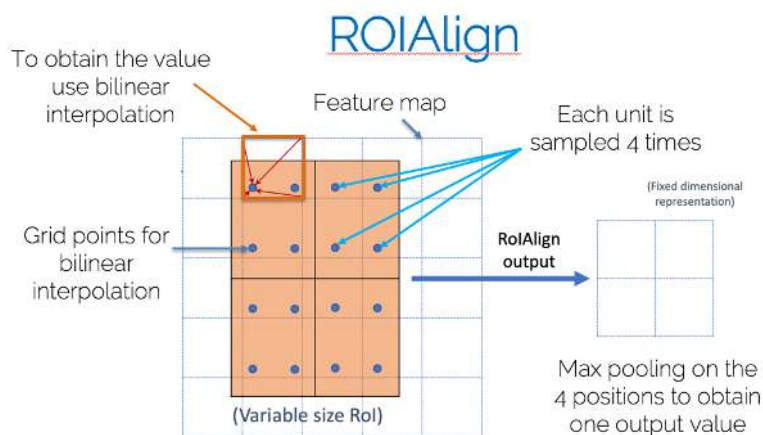 ROIAlign
To obtain the value
use bilinear
interpolation
Feature map
Each unit is
sampled 4 times
(Fixed dimensional
representation)
Grid points for
bilinear
interpolation
RoIAlign
output
(Variable size RoI)
Max pooling on the
4 positions to obtain
one output value